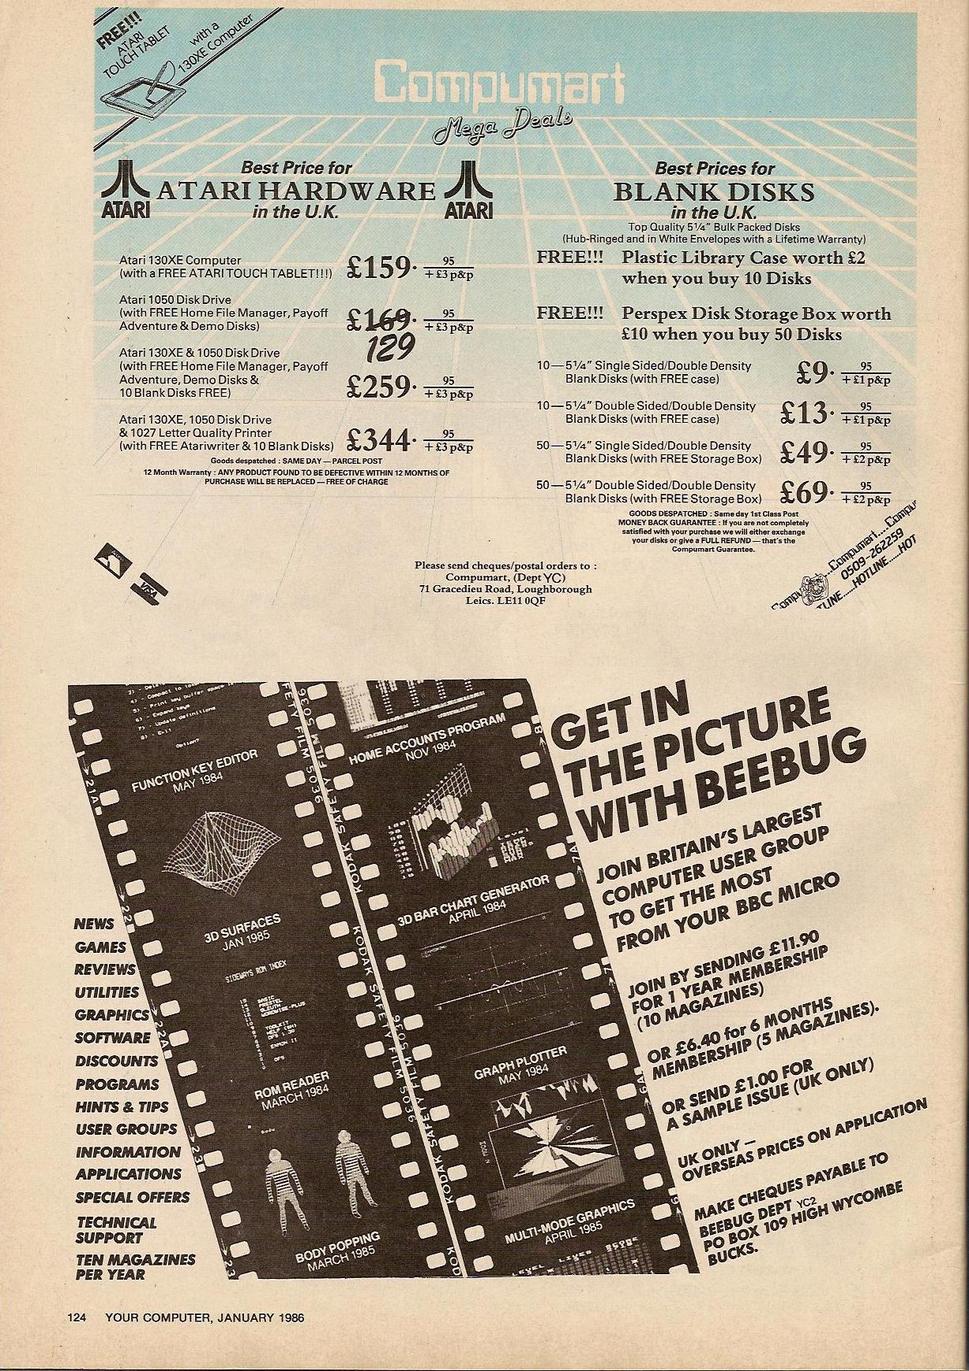 FREE!!!
ATARI
TOUCH TABLET
with a
130XE Computer
Compumart
Mega Deals
ATARI
Best Price for
ATARI HARDWARE
in the U.K.
ATARI
Atari 130XE Computer
(with a FREE ATARI TOUCH TABLET!!!) £159. 95
+ £3 p&p
Atari 1050 Disk Drive
(with FREE Home File Manager, Payoff
Adventure & Demo Disks) £169. 95
+ £3 p&p
129
Atari 130XE & 1050 Disk Drive
(with FREE Home File Manager, Payoff
Adventure, Demo Disks &
10 Blank Disks FREE) £259. 95
+ £3 p&p
Atari 130XE, 1050 Disk Drive
& 1027 Letter Quality Printer
(with FREE Atariwriter & 10 Blank Disks) £344. 95
+ £3 p&p
Goods despatched : SAME DAY — PARCEL POST
12 Month Warranty : ANY PRODUCT FOUND TO BE DEFECTIVE WITHIN 12 MONTHS OF
PURCHASE WILL BE REPLACED — FREE OF CHARGE
Best Prices for
BLANK DISKS
in the U.K.
Top Quality 5¼" Bulk Packed Disks
(Hub-Ringed and in White Envelopes with a Lifetime Warranty)
FREE!!! Plastic Library Case worth £2
when you buy 10 Disks
FREE!!! Perspex Disk Storage Box worth
£10 when you buy 50 Disks
10—5¼" Single Sided/Double Density
Blank Disks (with FREE case) £9. 95
+ £1 p&p
10—5¼" Double Sided/Double Density
Blank Disks (with FREE case) £13. 95
+ £1 p&p
50—5¼" Single Sided/Double Density
Blank Disks (with FREE Storage Box) £49. 95
+ £2 p&p
50—5¼" Double Sided/Double Density
Blank Disks (with FREE Storage Box) £69. 95
+ £2 p&p
GOODS DESPATCHED : Same day 1st Class Post
MONEY BACK GUARANTEE : If you are not completely
satisfied with your purchase we will either exchange
your disks or give a FULL REFUND — that's the
Compumart Guarantee.
VISA
Please send cheques/postal orders to :
Compumart, (Dept YC)
71 Gracedieu Road, Loughborough
Leics. LE11 0QF
Compumart....Compu
0509-262259
HOTLINE.....HOT
GET IN
THE PICTURE
WITH BEEBUG
JOIN BRITAIN'S LARGEST
COMPUTER USER GROUP
TO GET THE MOST
FROM YOUR BBC MICRO
JOIN BY SENDING £11.90
FOR 1 YEAR MEMBERSHIP
(10 MAGAZINES)
OR £6.40 for 6 MONTHS
MEMBERSHIP (5 MAGAZINES).
OR SEND £1.00 FOR
A SAMPLE ISSUE (UK ONLY)
UK ONLY —
OVERSEAS PRICES ON APPLICATION
MAKE CHEQUES PAYABLE TO
BEEBUG DEPT YC2
PO BOX 109 HIGH WYCOMBE
BUCKS.
FUNCTION KEY EDITOR
MAY 1984
3D SURFACES
JAN 1985
SIDEWAYS ROM INDEX
ROM READER
MARCH 1984
BODY POPPING
MARCH 1985
HOME ACCOUNTS PROGRAM
NOV 1984
3D BAR CHART GENERATOR
APRIL 1984
GRAPH PLOTTER
MAY 1984
MULTI-MODE GRAPHICS
APRIL 1985
KODAK SAFETY FILM 5036
NEWS
GAMES
REVIEWS
UTILITIES
GRAPHICS
SOFTWARE
DISCOUNTS
PROGRAMS
HINTS & TIPS
USER GROUPS
INFORMATION
APPLICATIONS
SPECIAL OFFERS
TECHNICAL
SUPPORT
TEN MAGAZINES
PER YEAR
124 YOUR COMPUTER, JANUARY 1986